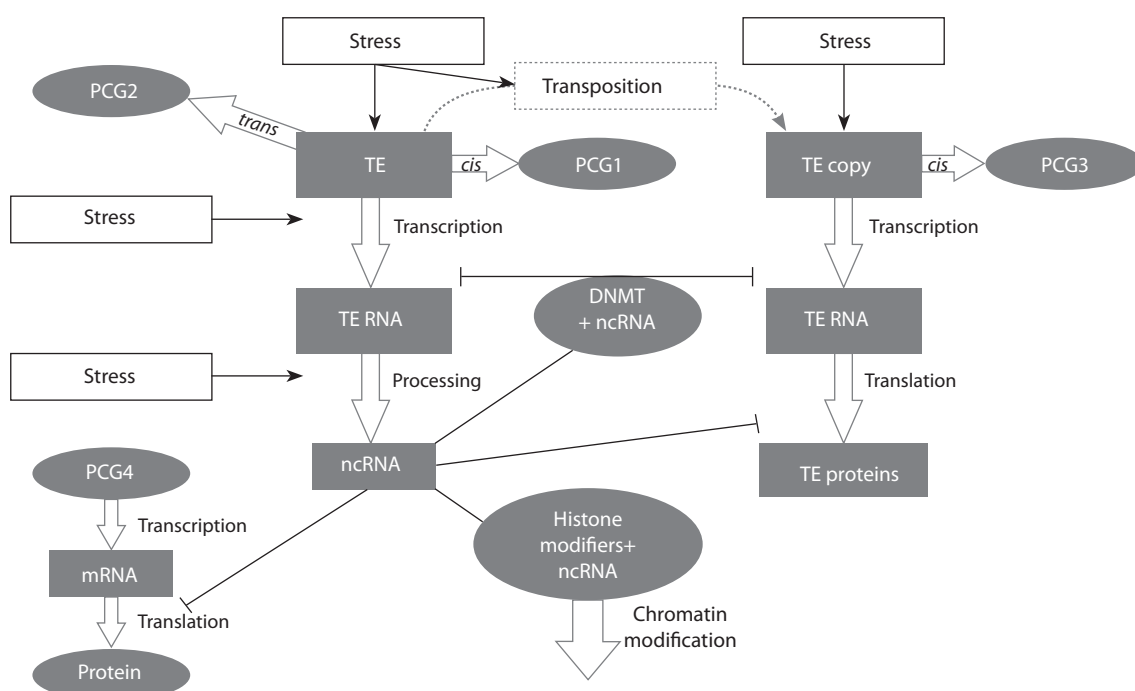 Stress
Stress
PCG2
Transposition
trans
TE
cis
PCG1
TE copy
cis
PCG3
Stress
Transcription
Transcription
TE RNA
DNMT
+ ncRNA
TE RNA
Stress
Processing
Translation
PCG4
ncRNA
TE proteins
Transcription
Histone
modifiers+
ncRNA
mRNA
Translation
Chromatin
modification
Protein